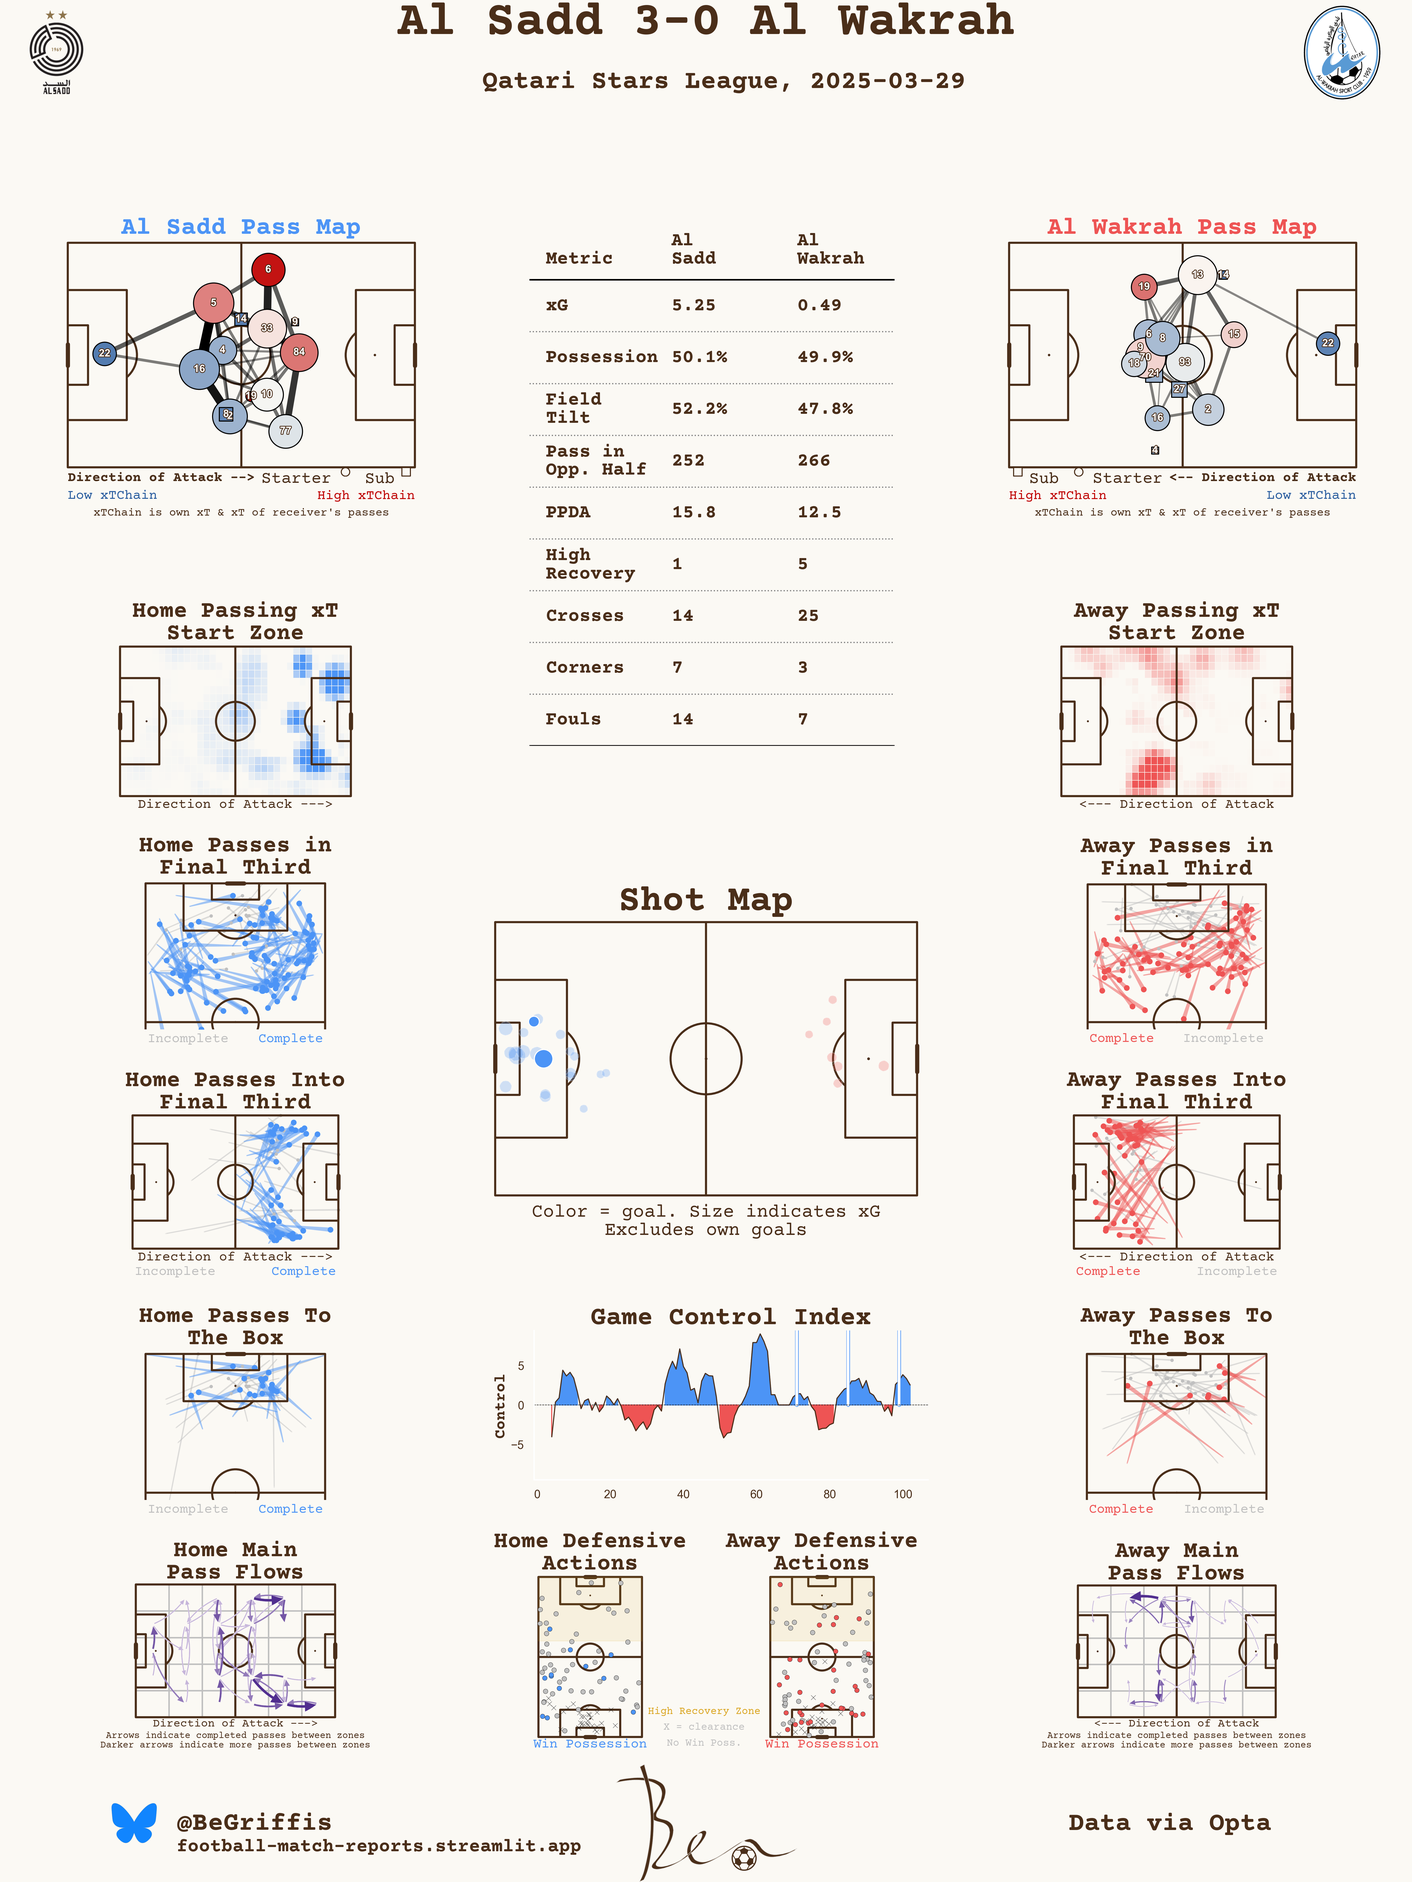 Al Sadd 3-0 Al Wakrah
Qatari Stars League, 2025-03-29
1969
السد
AL SADD
AL-WAKRAH SPORT CLUB - 1959
Al Sadd Pass Map
6
5
14
33
9
22
4
84
16
19
10
8
2
77
Direction of Attack --> Starter Sub
Low xTChain High xTChain
xTChain is own xT & xT of receiver's passes
Metric Al Sadd Al Wakrah
xG 5.25 0.49
Possession 50.1% 49.9%
Field Tilt 52.2% 47.8%
Pass in Opp. Half 252 266
PPDA 15.8 12.5
High Recovery 1 5
Crosses 14 25
Corners 7 3
Fouls 14 7
Al Wakrah Pass Map
13
14
19
6
8
15
22
9
70
18
93
21
27
16
2
4
Sub Starter <-- Direction of Attack
High xTChain Low xTChain
xTChain is own xT & xT of receiver's passes
Home Passing xT
Start Zone
Direction of Attack --->
Away Passing xT
Start Zone
<--- Direction of Attack
Home Passes in
Final Third
Incomplete Complete
Away Passes in
Final Third
Complete Incomplete
Shot Map
Color = goal. Size indicates xG
Excludes own goals
Home Passes Into
Final Third
Direction of Attack --->
Incomplete Complete
Away Passes Into
Final Third
<--- Direction of Attack
Complete Incomplete
Home Passes To
The Box
Incomplete Complete
Game Control Index
Control
5
0
−5
0 20 40 60 80 100
Away Passes To
The Box
Complete Incomplete
Home Main
Pass Flows
Direction of Attack --->
Arrows indicate completed passes between zones
Darker arrows indicate more passes between zones
Home Defensive
Actions
Win Possession
High Recovery Zone
X = clearance
No Win Poss.
Away Defensive
Actions
Win Possession
Away Main
Pass Flows
<--- Direction of Attack
Arrows indicate completed passes between zones
Darker arrows indicate more passes between zones
@BeGriffis
football-match-reports.streamlit.app
Ben
Data via Opta